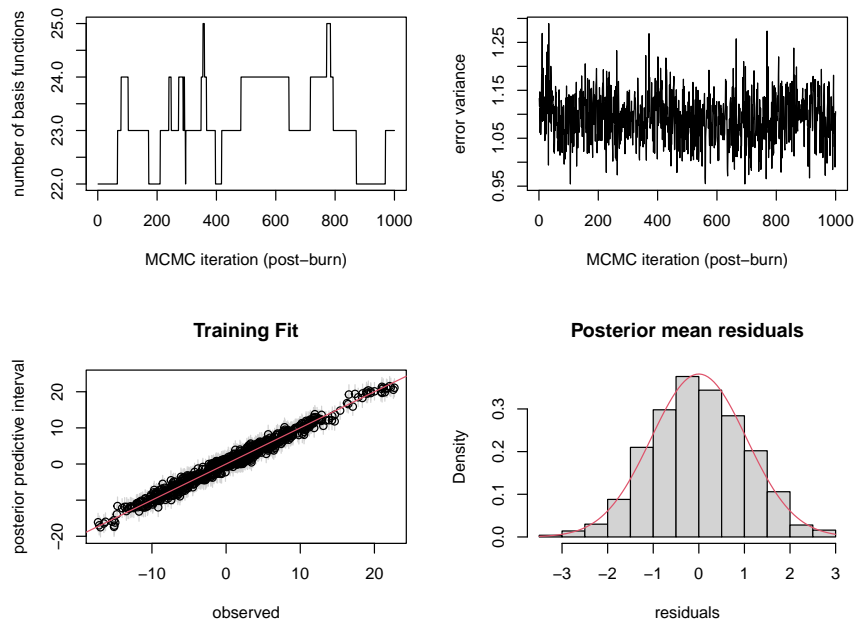 number of basis functions
25.0
24.0
23.0
22.0
0 200 400 600 800 1000
MCMC iteration (post−burn)
error variance
1.25
1.15
1.05
0.95
0 200 400 600 800 1000
MCMC iteration (post−burn)
Training Fit
posterior predictive interval
20
10
0
−20
−10 0 10 20
observed
Posterior mean residuals
Density
0.3
0.2
0.1
0.0
−3 −2 −1 0 1 2 3
residuals